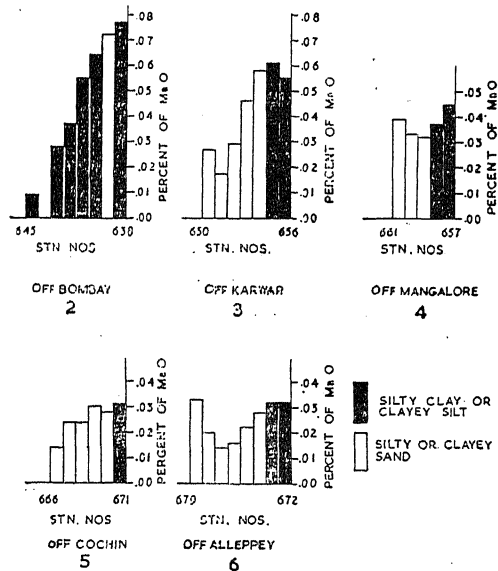 .08
.07
.06
.05
.04
.03
.02
.01
.00
PERCENT OF MnO
645 630
STN NOS
OFF BOMBAY
2
.08
.07
.06
.05
.04
.03
.02
.01
.00
PERCENT OF MnO
650 656
STN. NOS.
OFF KARWAR
3
.05
.04
.03
.02
.01
.00
PERCENT OF MnO
661 657
STN. NOS
OFF MANGALORE
4
.04
.03
.02
.01
.00
PERCENT OF MnO
666 671
STN. NOS
OFF COCHIN
5
.04
.03
.02
.01
.00
PERCENT OF MnO
679 672
STN. NOS.
OFF ALLEPPEY
6
SILTY CLAY OR
CLAYEY SILT
SILTY OR CLAYEY
SAND